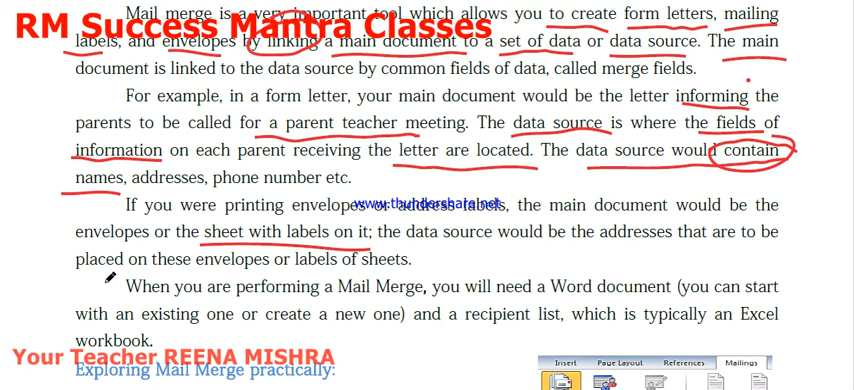 Mail merge is a very important tool which allows you to create form letters, mailing
RM Success Mantra Classes
labels, and envelopes by linking a main document to a set of data or data source. The main
document is linked to the data source by common fields of data, called merge fields.
For example, in a form letter, your main document would be the letter informing the
parents to be called for a parent teacher meeting. The data source is where the fields of
information on each parent receiving the letter are located. The data source would contain
names, addresses, phone number etc.
If you were printing envelopes or address labels, the main document would be the
www.thundershare.net
envelopes or the sheet with labels on it; the data source would be the addresses that are to be
placed on these envelopes or labels of sheets.
When you are performing a Mail Merge, you will need a Word document (you can start
with an existing one or create a new one) and a recipient list, which is typically an Excel
workbook.
Your Teacher REENA MISHRA
Exploring Mail Merge practically:
Insert Page Layout References Mailings